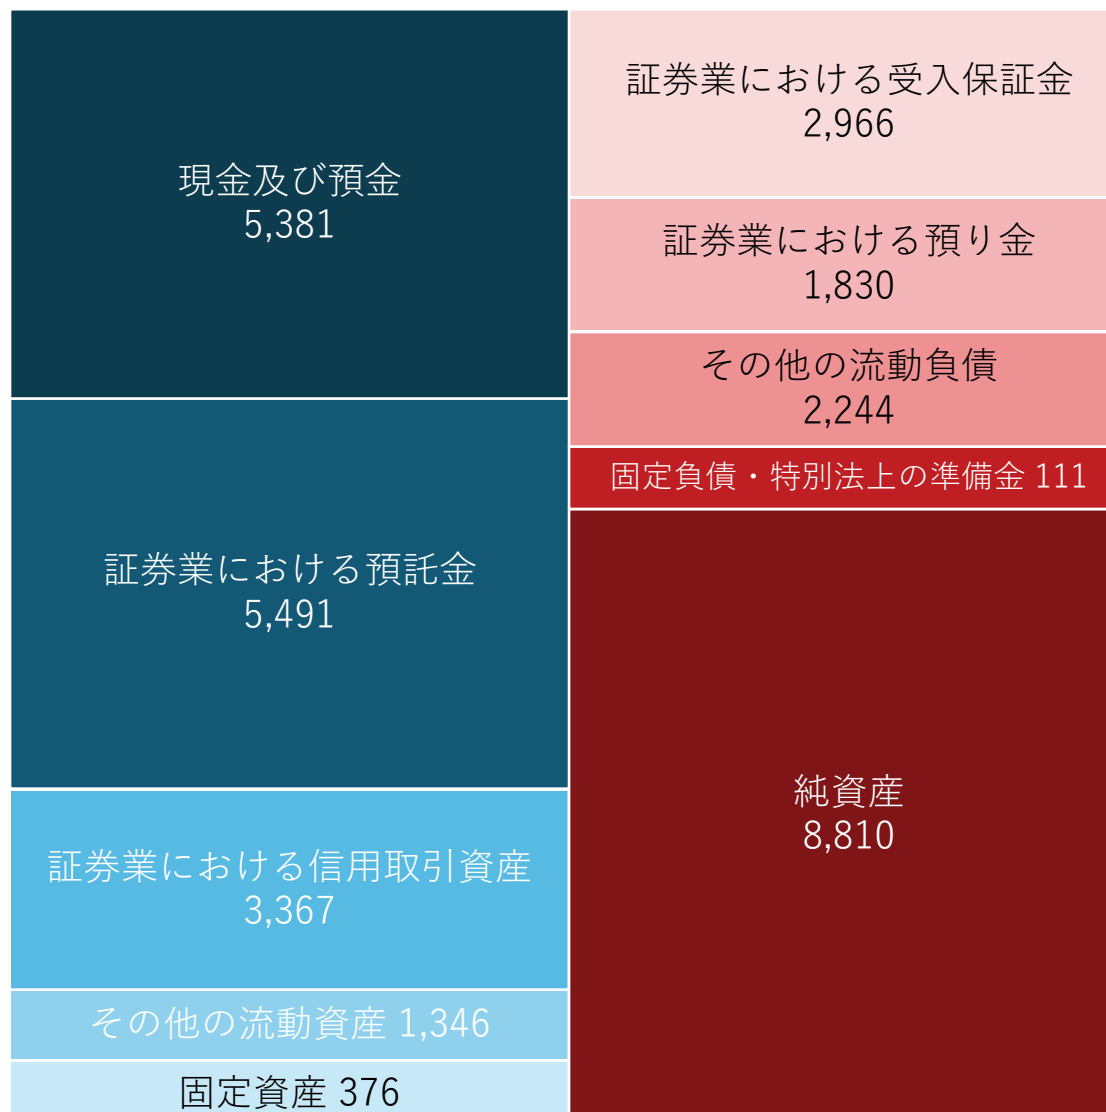 現金及び預金
5,381
証券業における預託金
5,491
証券業における信用取引資産
3,367
その他の流動資産 1,346
固定資産 376
証券業における受入保証金
2,966
証券業における預り金
1,830
その他の流動負債
2,244
固定負債・特別法上の準備金 111
純資産
8,810